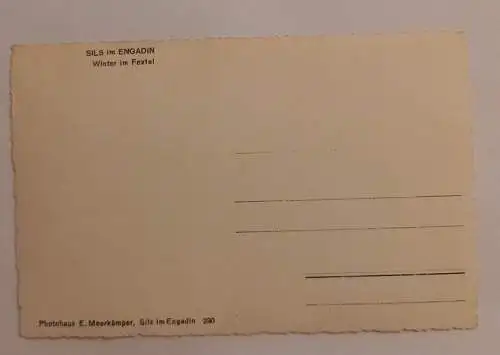 SILS im ENGADIN
Winter im Fextal
Photohaus E. Meerkämper, Sils im Engadin 290